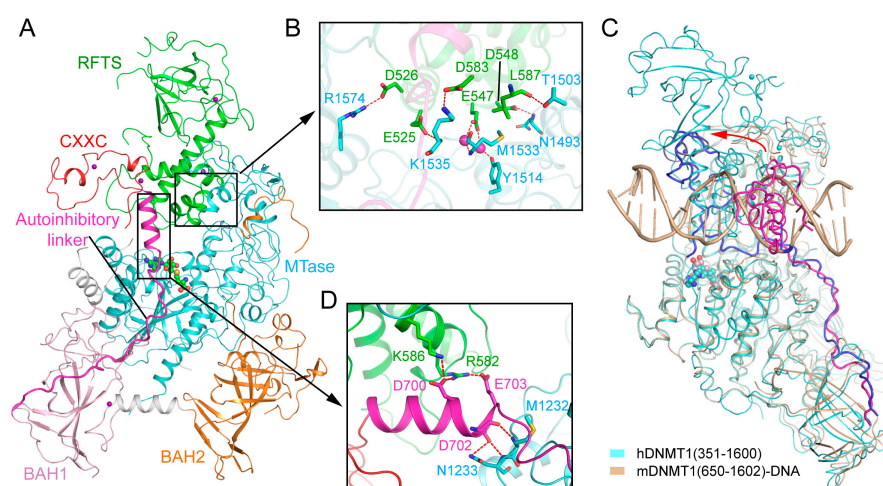 A
RFTS
CXXC
Autoinhibitory
linker
MTase
BAH1
BAH2
B
D526
D583
D548
L587
T1503
R1574
E547
E525
K1535
M1533
N1493
Y1514
C
hDNMT1(351-1600)
mDNMT1(650-1602)-DNA
D
K586
R582
D700
E703
M1232
D702
N1233